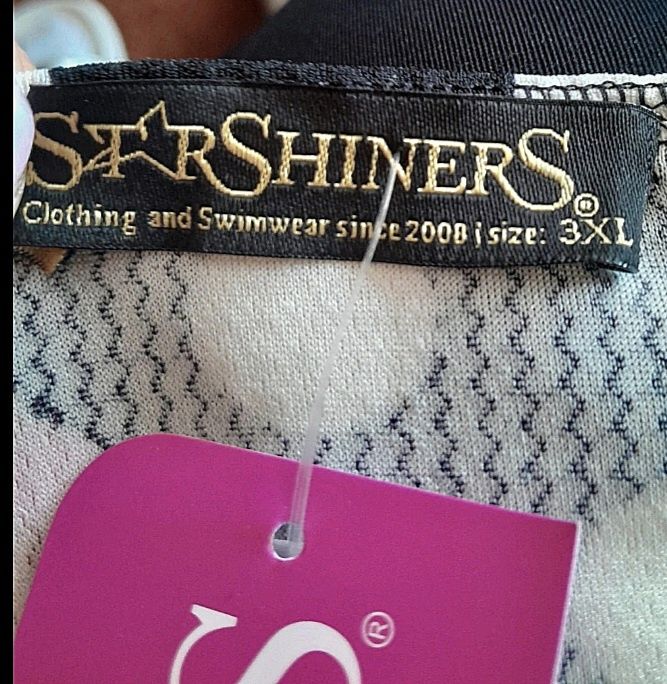 STARSHINERS®
Clothing and Swimwear since 2008 | size: 3XL
S®